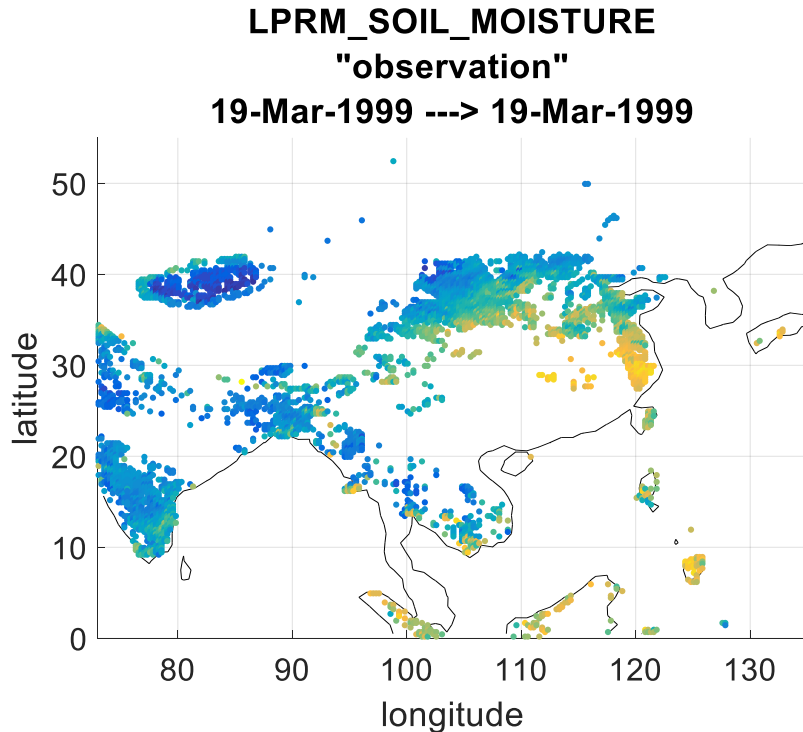 LPRM_SOIL_MOISTURE
"observation"
19-Mar-1999 ---> 19-Mar-1999
50
40
30
20
10
0
latitude
80
90
100
110
120
130
longitude